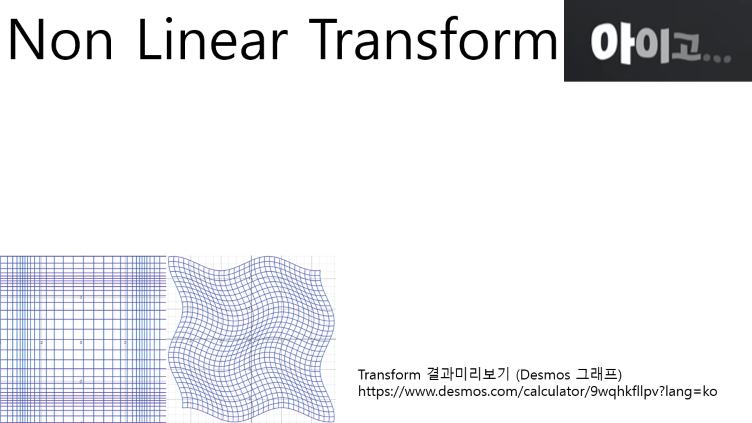 Non Linear Transform
아이고...
Transform 결과미리보기 (Desmos 그래프)
https://www.desmos.com/calculator/9wqhkfllpv?lang=ko